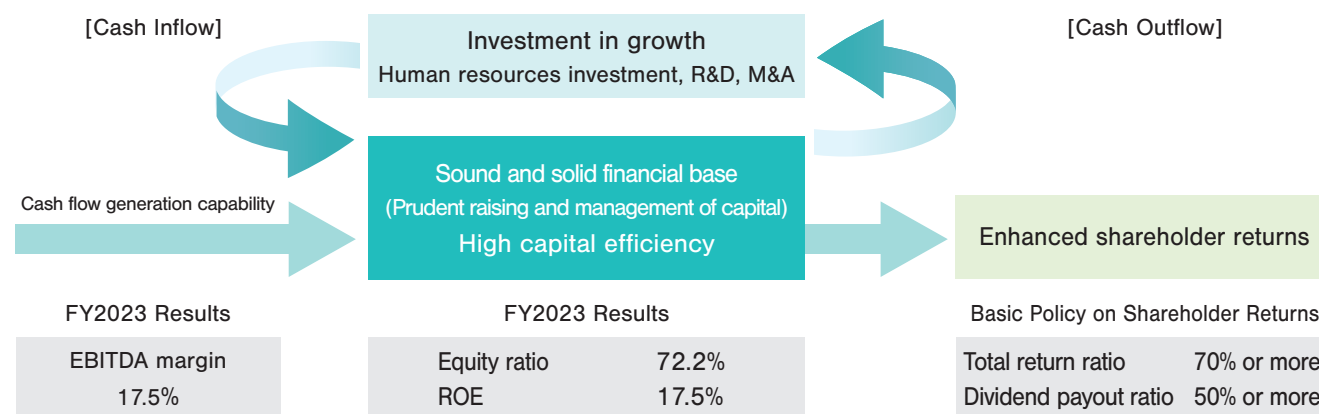 [Cash Inflow]
Investment in growth
Human resources investment, R&D, M&A
[Cash Outflow]
Cash flow generation capability
Sound and solid financial base
(Prudent raising and management of capital)
High capital efficiency
Enhanced shareholder returns
FY2023 Results
EBITDA margin
17.5%
FY2023 Results
Equity ratio 72.2%
ROE 17.5%
Basic Policy on Shareholder Returns
Total return ratio 70% or more
Dividend payout ratio 50% or more